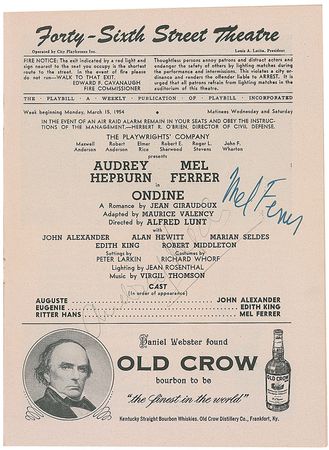 Forty-Sixth Street Theatre
Operated by City Playhouses Inc.
Louis A. Lotito, President
FIRE NOTICE: The exit indicated by a red light and
sign nearest to the seat you occupy is the shortest
route to the street. In the event of fire please
do not run—WALK TO THAT EXIT.
EDWARD F. CAVANAUGH
FIRE COMMISSIONER
Thoughtless persons annoy patrons and distract actors and
endanger the safety of others by lighting matches during
the performance and intermissions. This violates a city or-
dinance and renders the offender liable to ARREST. It is
urged that all patrons refrain from lighting matches in the
auditorium of this theatre.
THE PLAYBILL • A WEEKLY PUBLICATION OF PLAYBILL INCORPORATED
Week beginning Monday, March 15, 1954
Matinees Wednesday and Saturday
IN THE EVENT OF AN AIR RAID ALARM REMAIN IN YOUR SEATS AND OBEY THE INSTRUC-
TIONS OF THE MANAGEMENT.—HERBERT R. O'BRIEN, DIRECTOR OF CIVIL DEFENSE.
THE PLAYWRIGHTS' COMPANY
Maxwell Anderson Robert Anderson Elmer Rice Robert E. Sherwood Roger L. Stevens John F. Wharton
presents
AUDREY HEPBURN MEL FERRER
in
ONDINE
A Romance by JEAN GIRAUDOUX
Adapted by MAURICE VALENCY
Directed by ALFRED LUNT
Mel Ferrer
with
JOHN ALEXANDER ALAN HEWITT MARIAN SELDES
EDITH KING ROBERT MIDDLETON
Settings by PETER LARKIN
Costumes by RICHARD WHORF
Lighting by JEAN ROSENTHAL
Music by VIRGIL THOMSON
CAST
(In order of appearance)
AUGUSTE JOHN ALEXANDER
EUGENIE EDITH KING
RITTER HANS MEL FERRER
Daniel Webster found
OLD CROW
bourbon to be
"the finest in the world"
Kentucky Straight Bourbon Whiskies. Old Crow Distillery Co., Frankfort, Ky.
OLD CROW